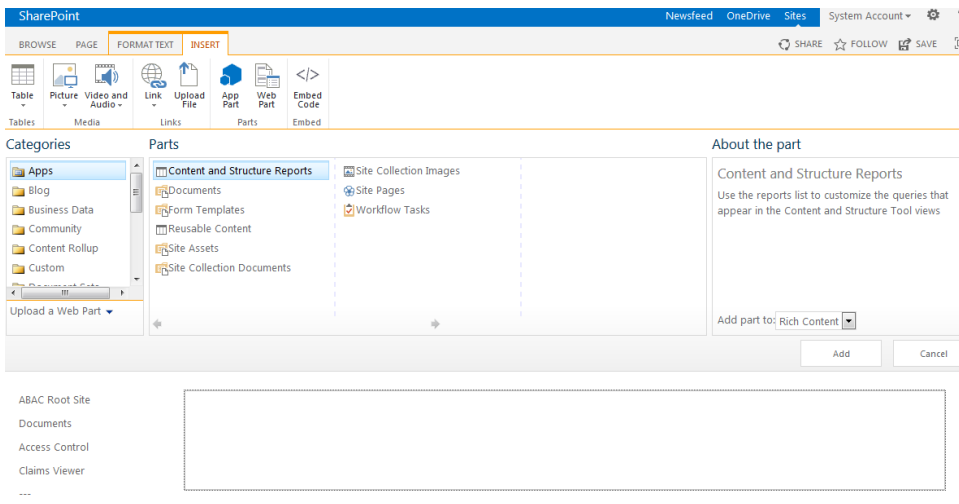 SharePoint
Newsfeed OneDrive Sites System Account
BROWSE PAGE FORMAT TEXT INSERT SHARE FOLLOW SAVE
Table Picture Video and Audio Link Upload File App Part Web Part Embed Code
Tables Media Links Parts Embed
Categories Parts About the part
Apps
Blog
Business Data
Community
Content Rollup
Custom
Upload a Web Part
Content and Structure Reports
Documents
Form Templates
Reusable Content
Site Assets
Site Collection Documents
Site Collection Images
Site Pages
Workflow Tasks
Content and Structure Reports
Use the reports list to customize the queries that
appear in the Content and Structure Tool views
Add part to: Rich Content
Add Cancel
ABAC Root Site
Documents
Access Control
Claims Viewer